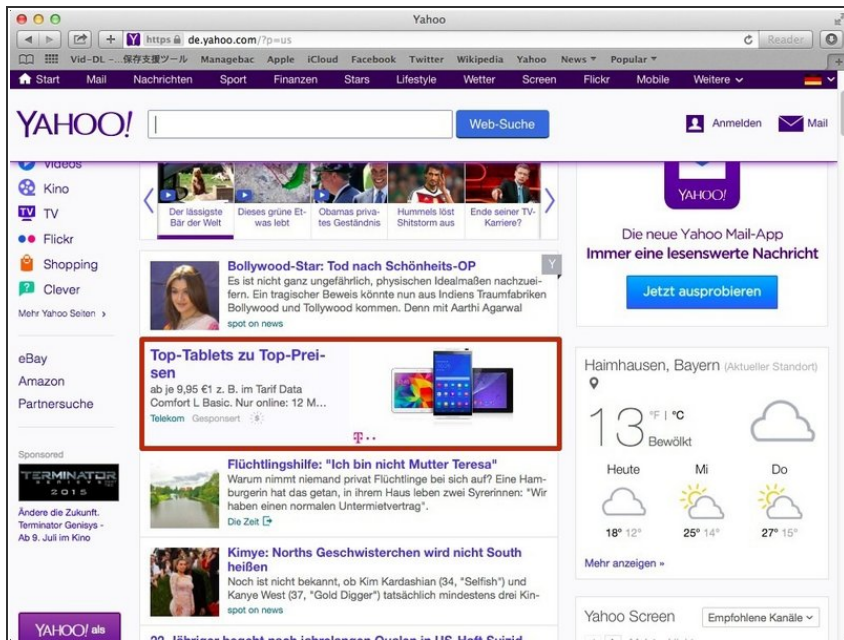 Yahoo
https de.yahoo.com/?p=us
Reader
Vid-DL -...保存支援ツール Managebac Apple iCloud Facebook Twitter Wikipedia Yahoo News Popular
Start Mail Nachrichten Sport Finanzen Stars Lifestyle Wetter Screen Flickr Mobile Weitere
YAHOO!
Web-Suche
Anmelden
Mail
Videos
Kino
TV
TV
Flickr
Shopping
Clever
Mehr Yahoo Seiten
eBay
Amazon
Partnersuche
Sponsored
TERMINATOR
2015
Ändere die Zukunft.
Terminator Genisys -
Ab 9. Juli im Kino
YAHOO! als
Der lässigste
Bär der Welt
Dieses grüne Et-
was lebt
Obamas priva-
tes Geständnis
Hummels löst
Shitstorm aus
Ende seiner TV-
Karriere?
Bollywood-Star: Tod nach Schönheits-OP
Es ist nicht ganz ungefährlich, physischen Idealmaßen nachzuei-
fern. Ein tragischer Beweis könnte nun aus Indiens Traumfabriken
Bollywood und Tollywood kommen. Denn mit Aarthi Agarwal
spot on news
Top-Tablets zu Top-Prei-
sen
ab je 9,95 €1 z. B. im Tarif Data
Comfort L Basic. Nur online: 12 M...
Telekom Gesponsert
T
Flüchtlingshilfe: "Ich bin nicht Mutter Teresa"
Warum nimmt niemand privat Flüchtlinge bei sich auf? Eine Ham-
burgerin hat das getan, in ihrem Haus leben zwei Syrerinnen: "Wir
haben einen normalen Untermietvertrag".
Die Zeit
Kimye: Norths Geschwisterchen wird nicht South
heißen
Noch ist nicht bekannt, ob Kim Kardashian (34, "Selfish") und
Kanye West (37, "Gold Digger") tatsächlich mindestens drei Kin-
spot on news
YAHOO!
Die neue Yahoo Mail-App
Immer eine lesenswerte Nachricht
Jetzt ausprobieren
Haimhausen, Bayern (Aktueller Standort)
13 °F | °C
Bewölkt
Heute Mi Do
18° 12° 25° 14° 27° 15°
Mehr anzeigen »
Yahoo Screen
Empfohlene Kanäle